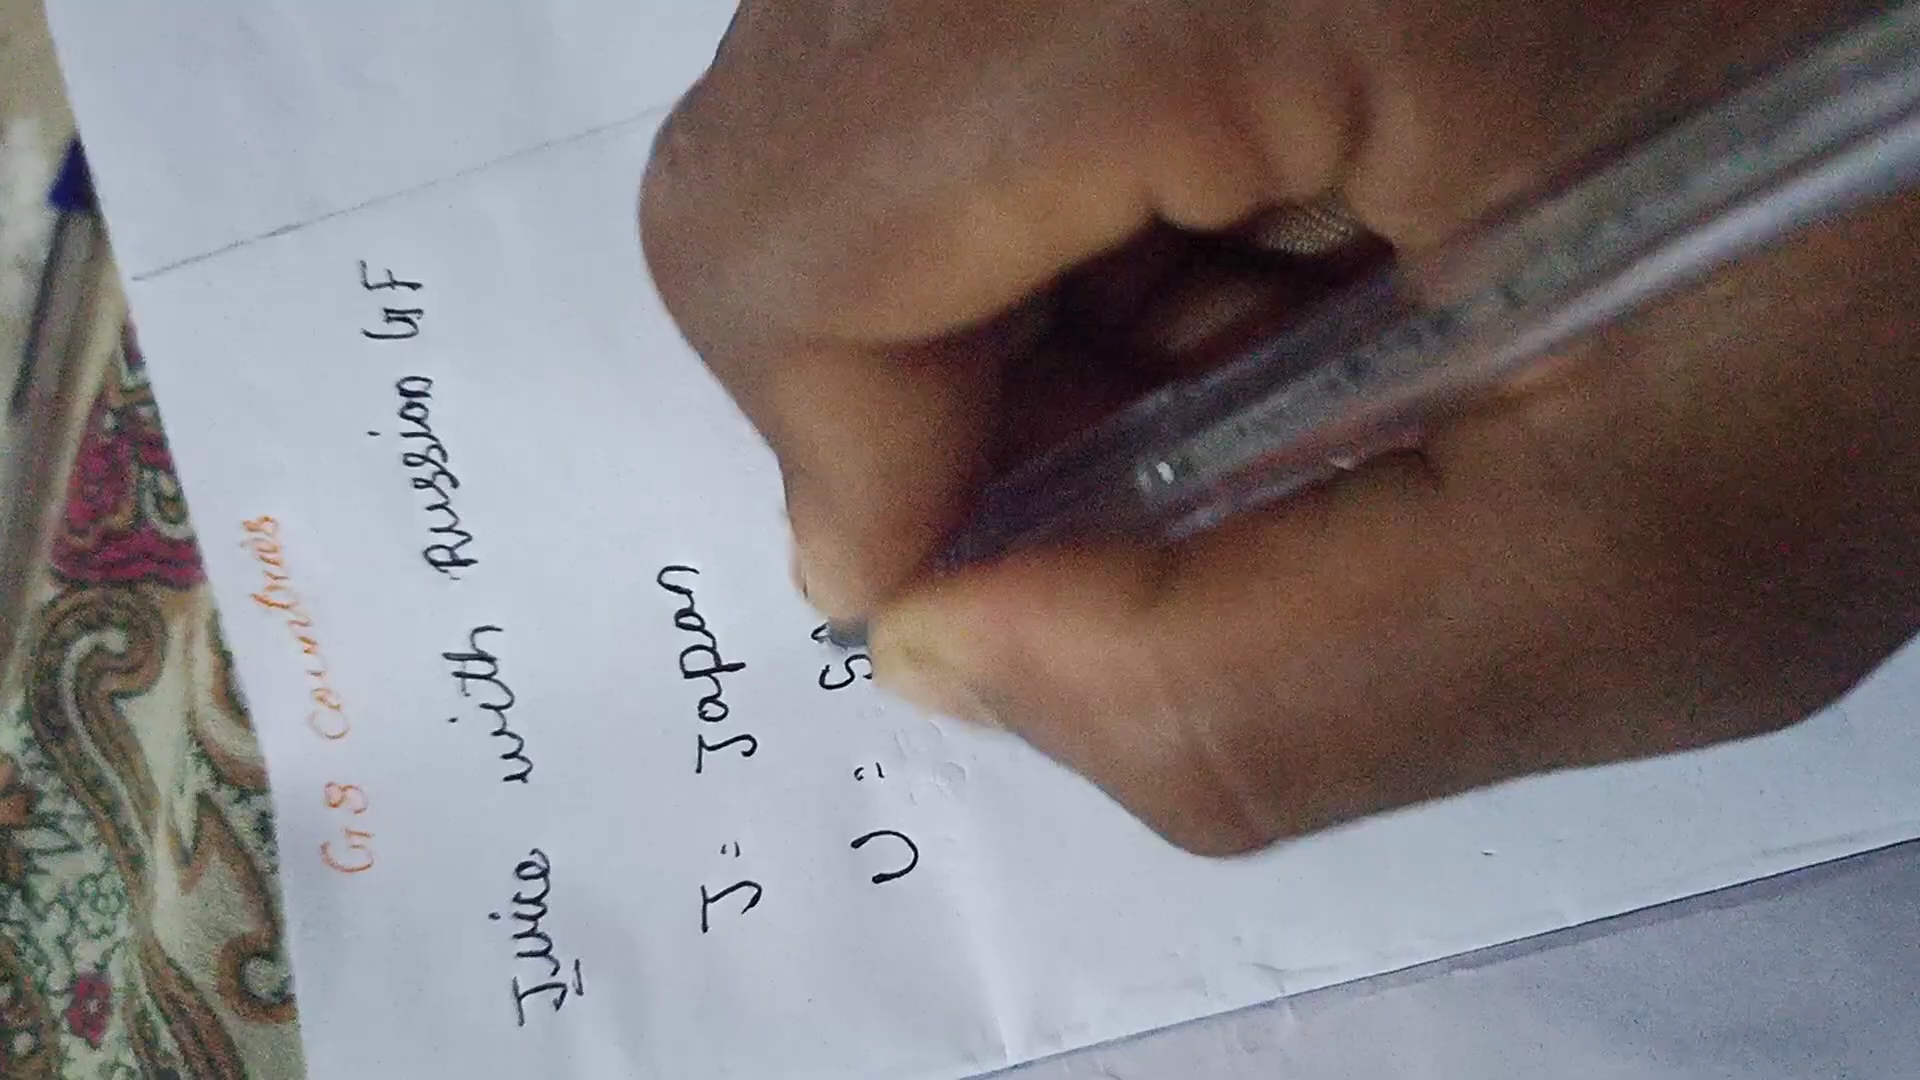 G8 countries
Juice with Russian GF
J = Japan
U =